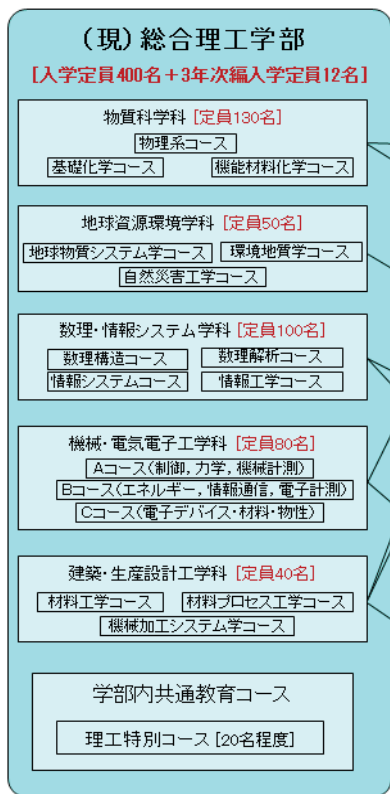 (現)総合理工学部
[入学定員400名+3年次編入学定員12名]
物質科学科 [定員130名]
物理系コース
基礎化学コース 機能材料化学コース
地球資源環境学科 [定員50名]
地球物質システム学コース 環境地質学コース
自然災害工学コース
数理・情報システム学科 [定員100名]
数理構造コース 数理解析コース
情報システムコース 情報工学コース
機械・電気電子工学科 [定員80名]
Aコース(制御,力学,機械計測)
Bコース(エネルギー,情報通信,電子計測)
Cコース(電子デバイス・材料・物性)
建築・生産設計工学科 [定員40名]
材料工学コース 材料プロセス工学コース
機械加工システム学コース
学部内共通教育コース
理工特別コース [20名程度]